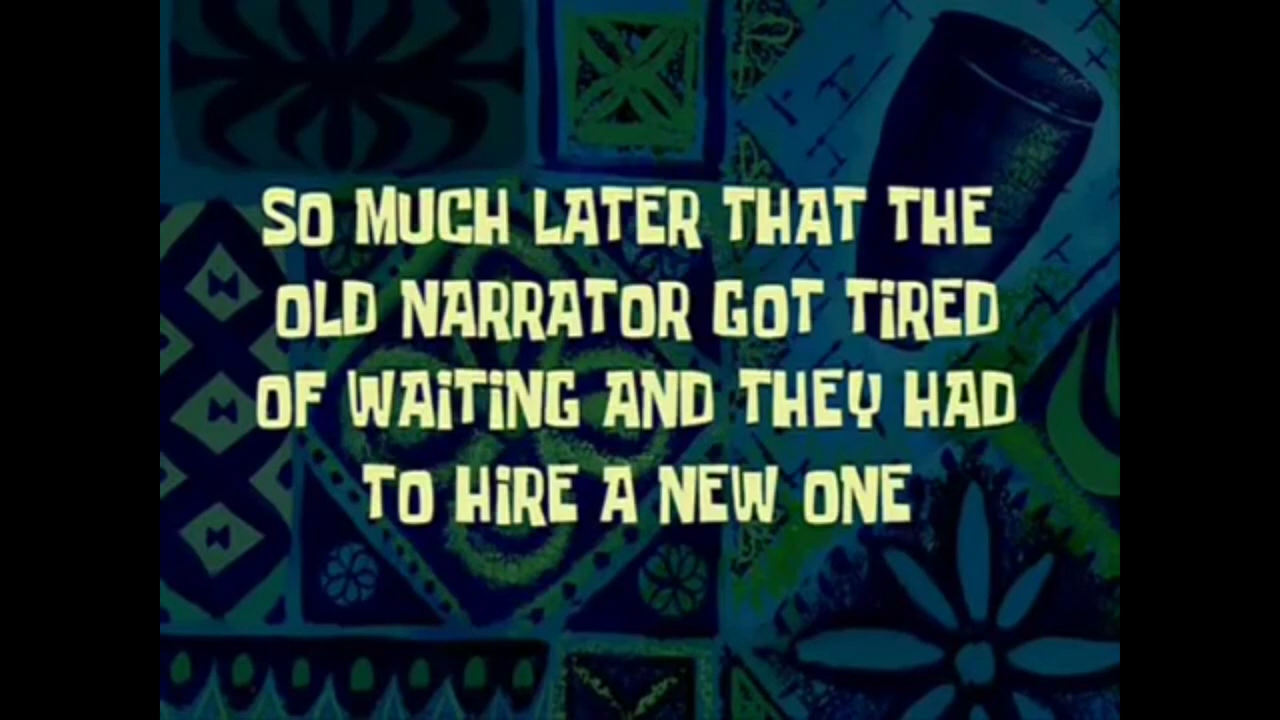 SO MUCH LATER THAT THE
OLD NARRATOR GOT TiRED
OF WAiTiNG AND THEY HAD
TO HiRE A NEW ONE